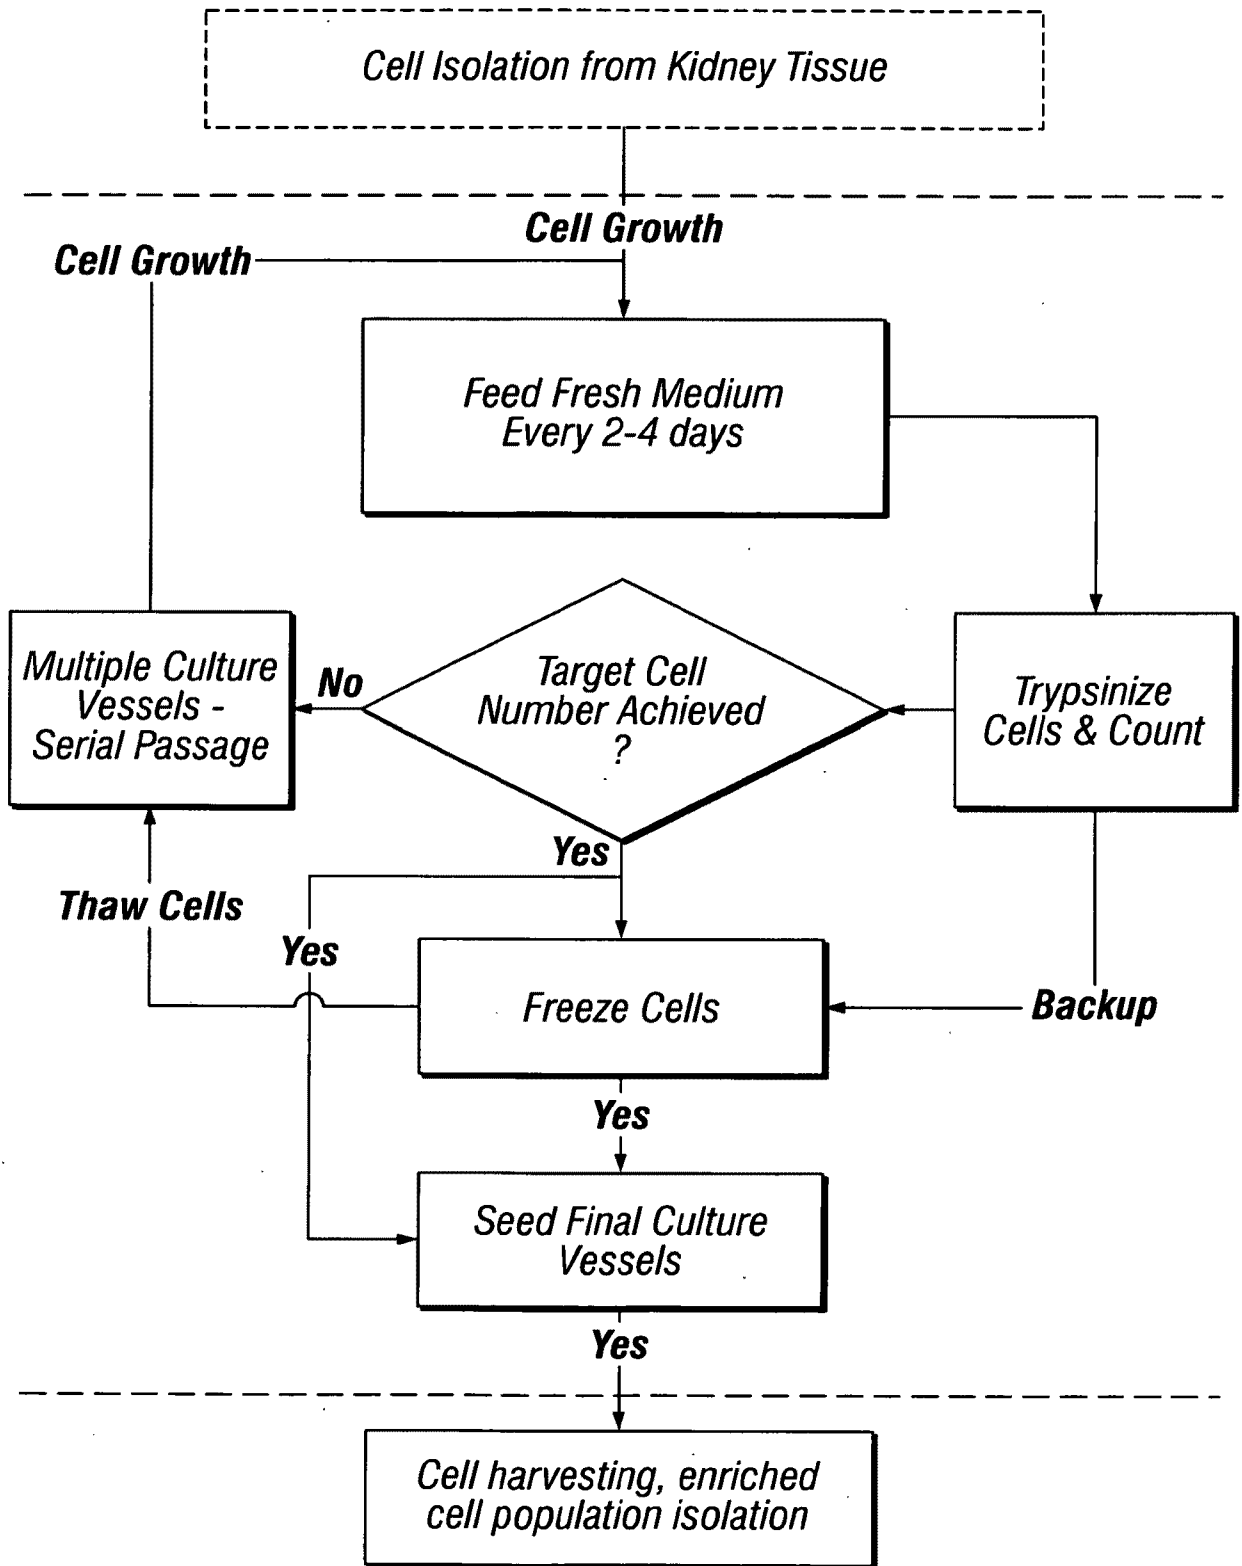 Cell Isolation from Kidney Tissue
Cell Growth
Cell Growth
Feed Fresh Medium
Every 2-4 days
Multiple Culture
Vessels -
Serial Passage
No
Target Cell
Number Achieved
?
Trypsinize
Cells & Count
Yes
Thaw Cells
Yes
Freeze Cells
Backup
Yes
Seed Final Culture
Vessels
Yes
Cell harvesting, enriched
cell population isolation